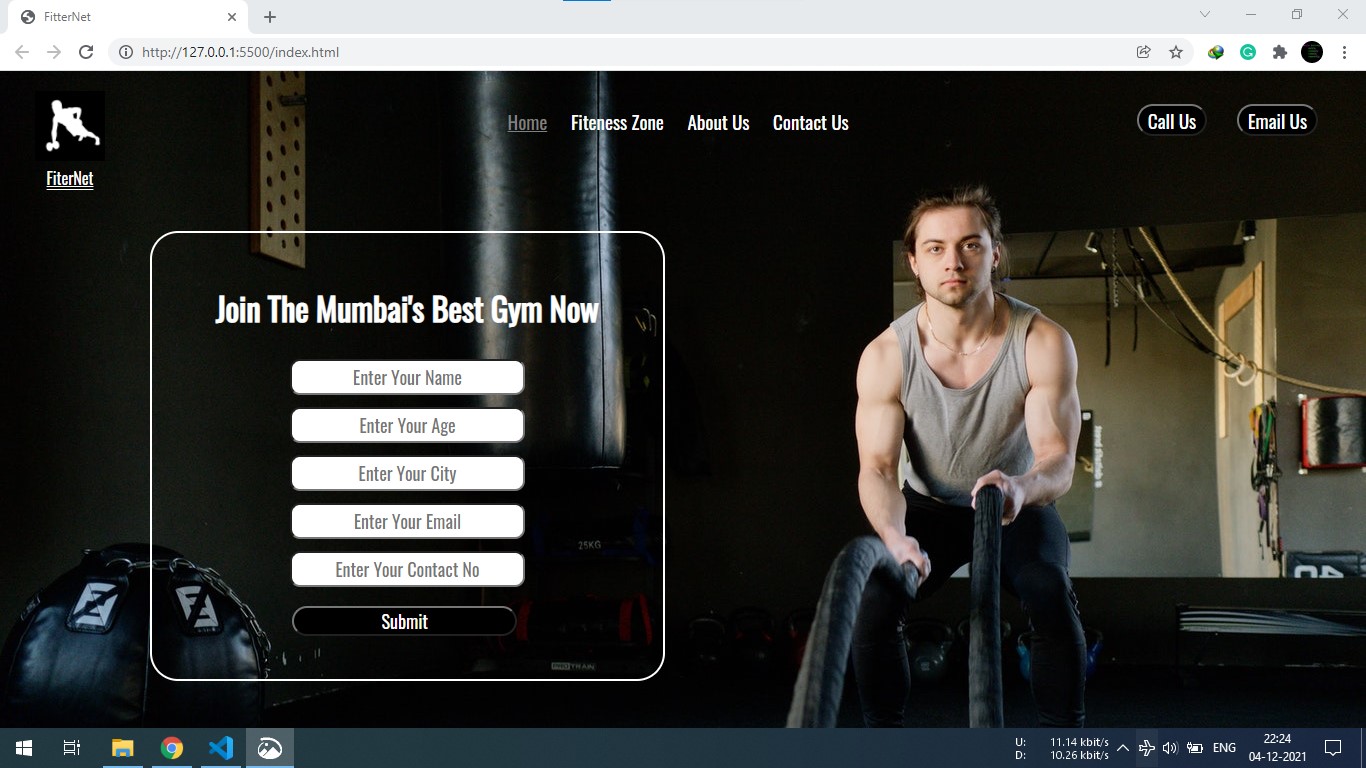 FitterNet
http://127.0.0.1:5500/index.html
FiterNet
Home Fiteness Zone About Us Contact Us
Call Us Email Us
Join The Mumbai's Best Gym Now
Enter Your Name
Enter Your Age
Enter Your City
Enter Your Email
Enter Your Contact No
Submit
25KG
PROTRAIN
40
U: 11.14 kbit/s
D: 10.26 kbit/s
ENG
22:24
04-12-2021